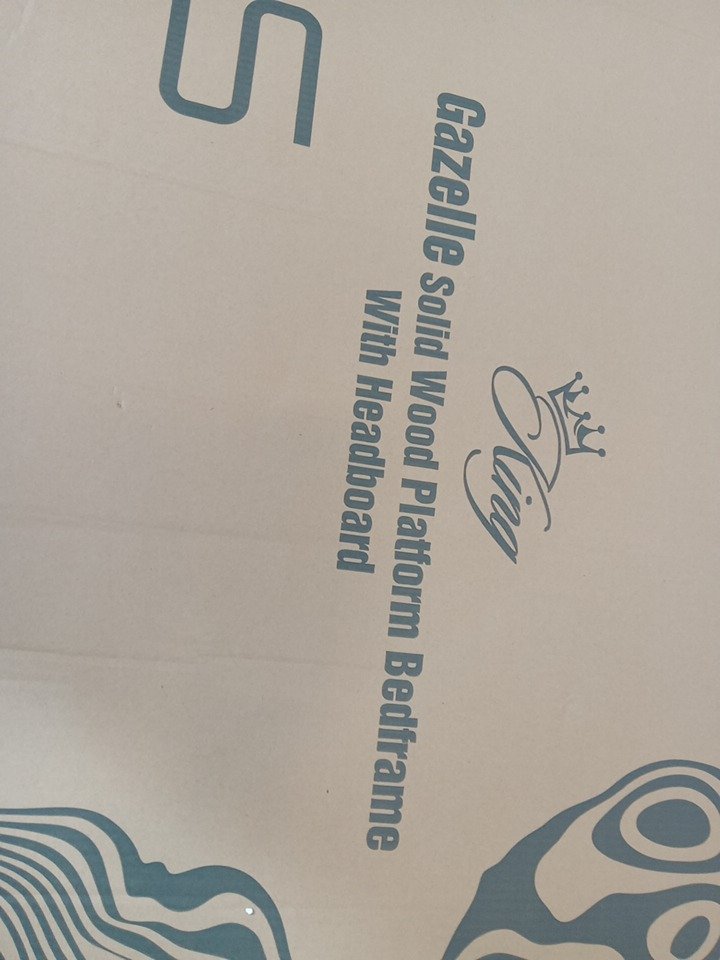 King
Gazelle Solid Wood Platform Bedframe
With Headboard
S